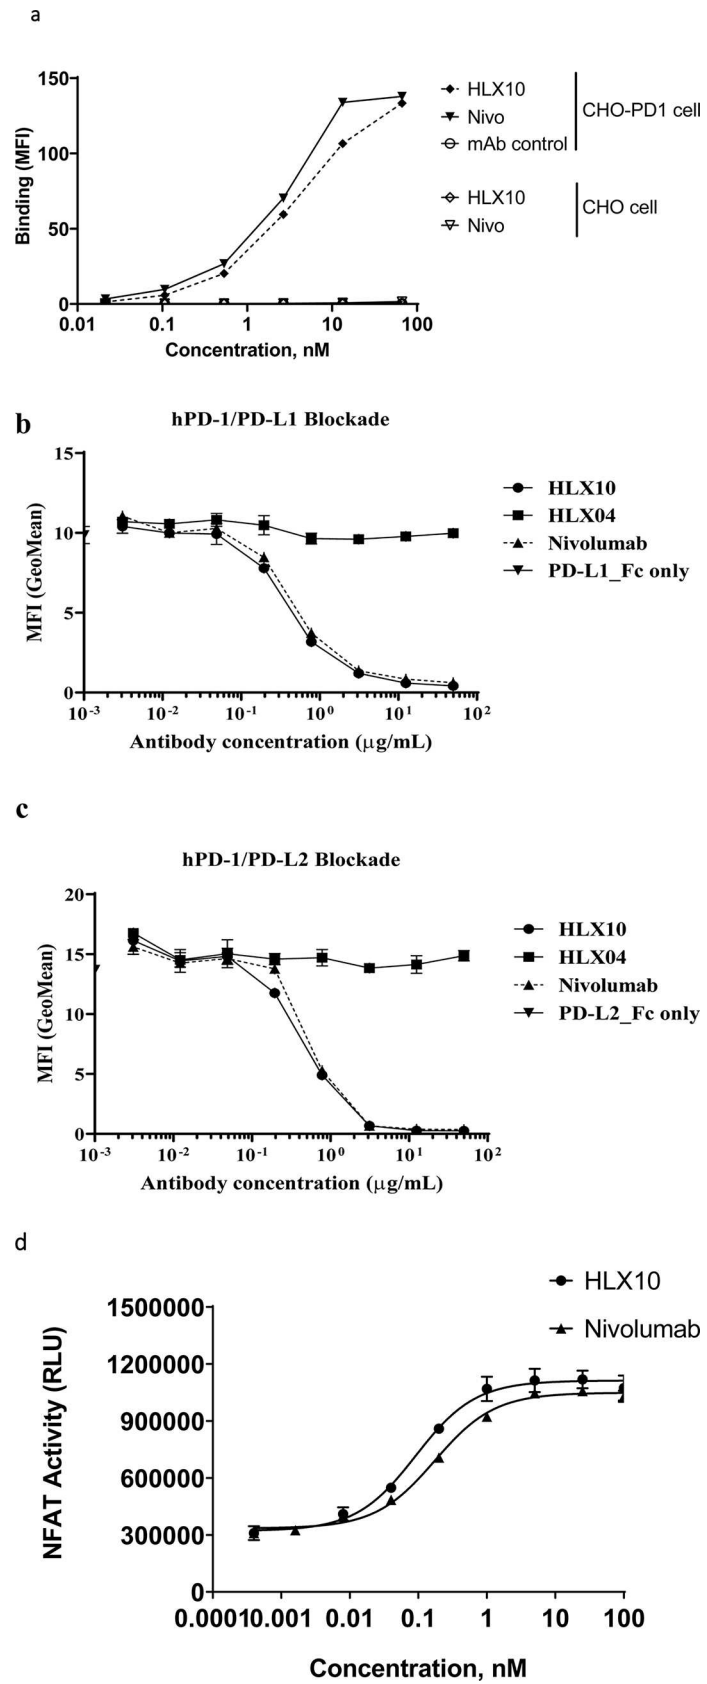 a
150
100
50
0
Binding (MFI)
0.01 0.1 1 10 100
Concentration, nM
HLX10
Nivo
mAb control
CHO-PD1 cell
HLX10
Nivo
CHO cell
b
hPD-1/PD-L1 Blockade
15
10
5
0
MFI (GeoMean)
10-3 10-2 10-1 100 101 102
Antibody concentration (μg/mL)
HLX10
HLX04
Nivolumab
PD-L1_Fc only
c
hPD-1/PD-L2 Blockade
20
15
10
5
0
MFI (GeoMean)
10-3 10-2 10-1 100 101 102
Antibody concentration (μg/mL)
HLX10
HLX04
Nivolumab
PD-L2_Fc only
d
HLX10
Nivolumab
1500000
1200000
900000
600000
300000
0
NFAT Activity (RLU)
0.0001 0.001 0.01 0.1 1 10 100
Concentration, nM